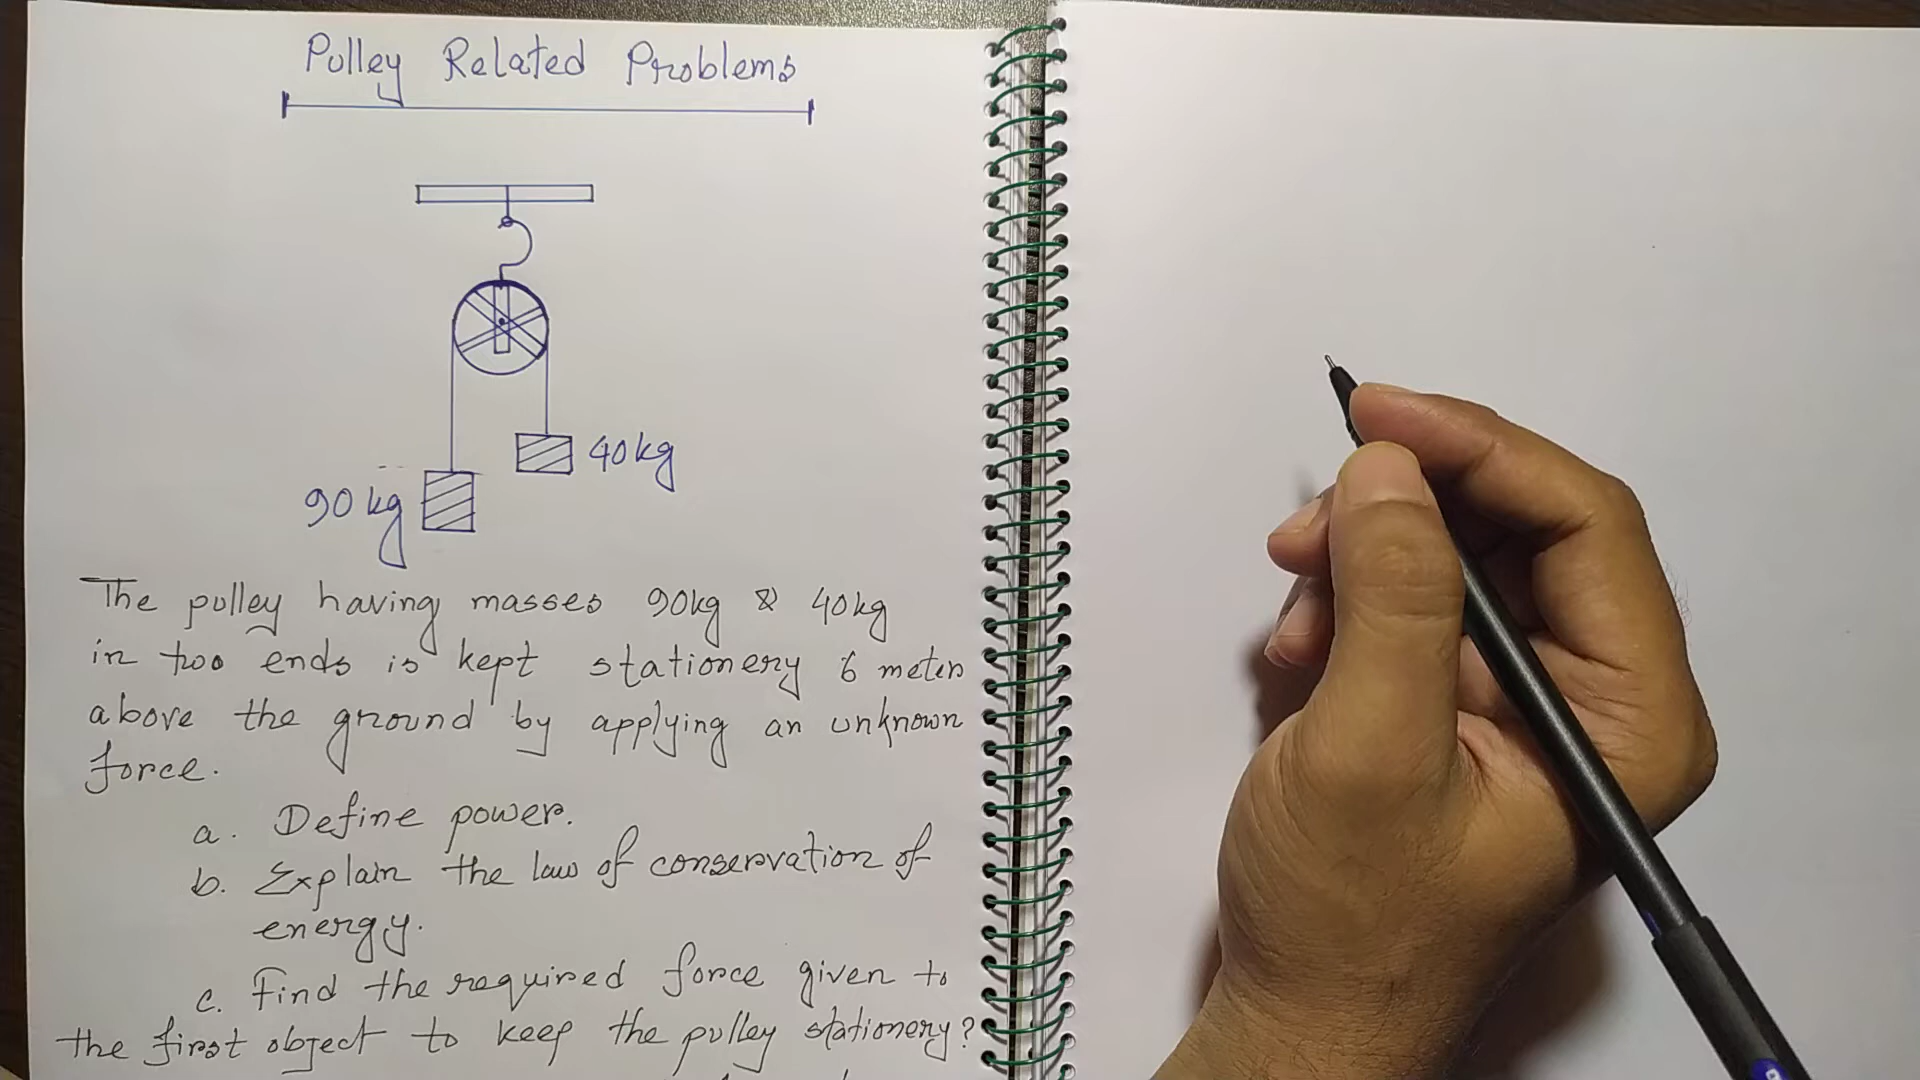 Pulley Related Problems
40kg
90kg
The pulley having masses 90kg & 40kg
in two ends is kept stationery 6 meter
above the ground by applying an unknown
force.
a. Define power.
b. Explain the law of conservation of
energy.
c. Find the required force given to
the first object to keep the pulley stationery?